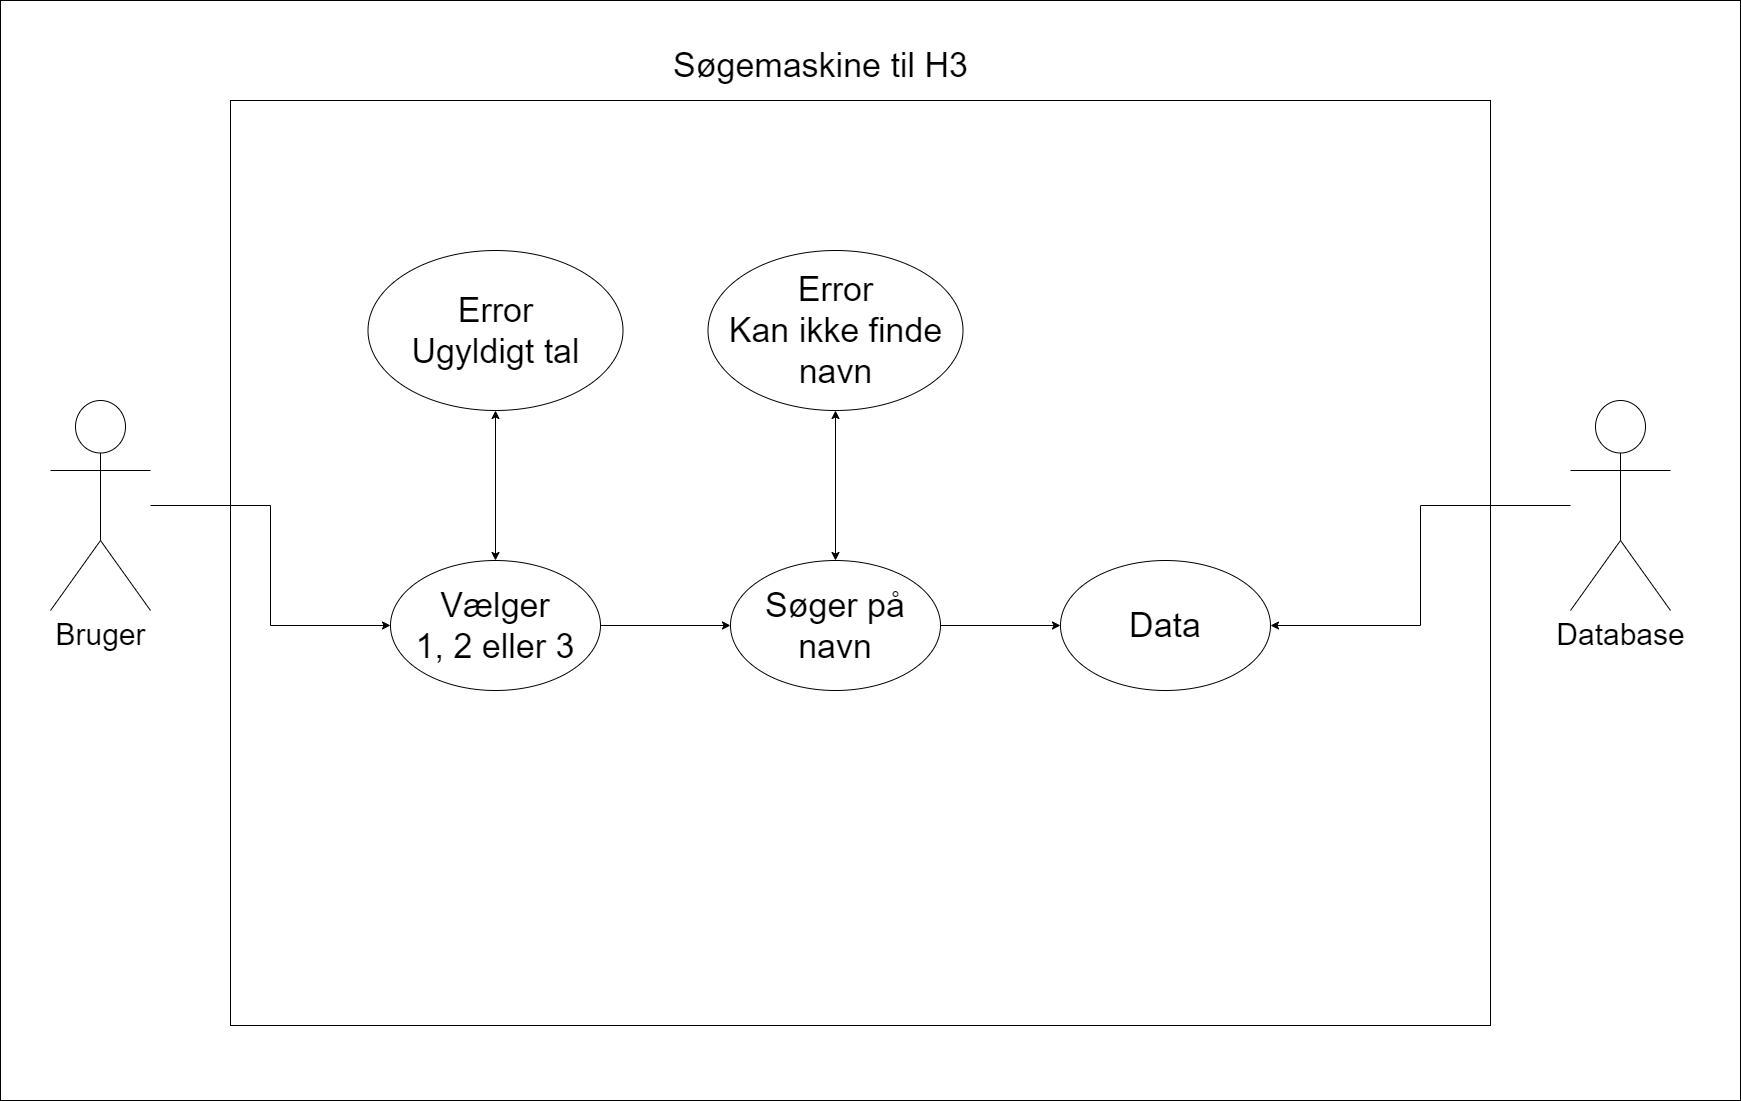 Søgemaskine til H3
Error
Ugyldigt tal
Error
Kan ikke finde
navn
Bruger
Vælger
1, 2 eller 3
Søger på
navn
Data
Database